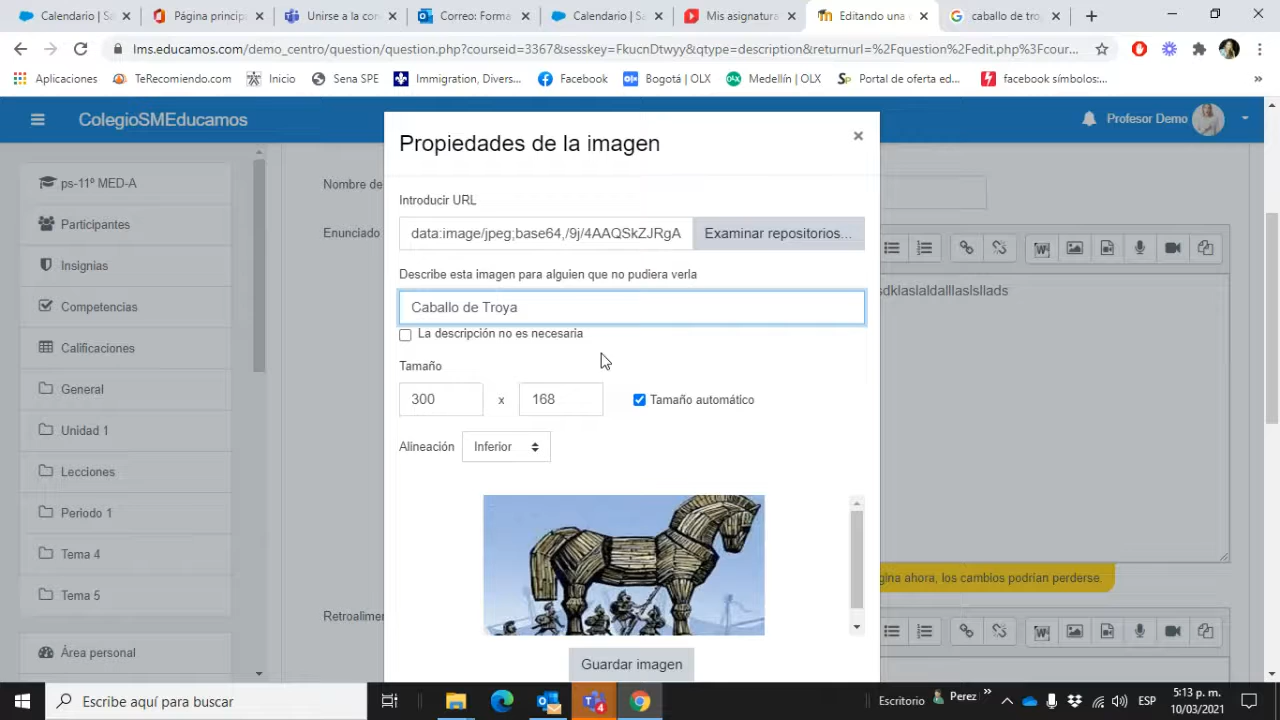 Calendario | Sa
Página princip
Unirse a la con
Correo: Forma
Calendario | Sa
Mis asignatura
Editando una
caballo de tro
lms.educamos.com/demo_centro/question/question.php?courseid=3367&sesskey=FkucnDtwyy&qtype=description&returnurl=%2Fquestion%2Fedit.php%3Fcour...
Aplicaciones
TeRecomiendo.com
Inicio
Sena SPE
Immigration, Divers...
Facebook
Bogotá | OLX
Medellín | OLX
Portal de oferta ed...
facebook símbolos:...
»
ColegioSMEducamos
Profesor Demo
Propiedades de la imagen
×
ps-11º MED-A
Participantes
Insignias
Competencias
Calificaciones
General
Unidad 1
Lecciones
Periodo 1
Tema 4
Tema 5
Área personal
Nombre de
Enunciado
sdklaslaldalllaslsllads
gina ahora, los cambios podrían perderse.
Retroalimen
Introducir URL
data:image/jpeg;base64,/9j/4AAQSkZJRgA
Examinar repositorios...
Describe esta imagen para alguien que no pudiera verla
Caballo de Troya
La descripción no es necesaria
Tamaño
300 x 168
Tamaño automático
Alineación
Inferior
Guardar imagen
Escribe aquí para buscar
Escritorio
Perez
»
ESP
5:13 p. m.
10/03/2021